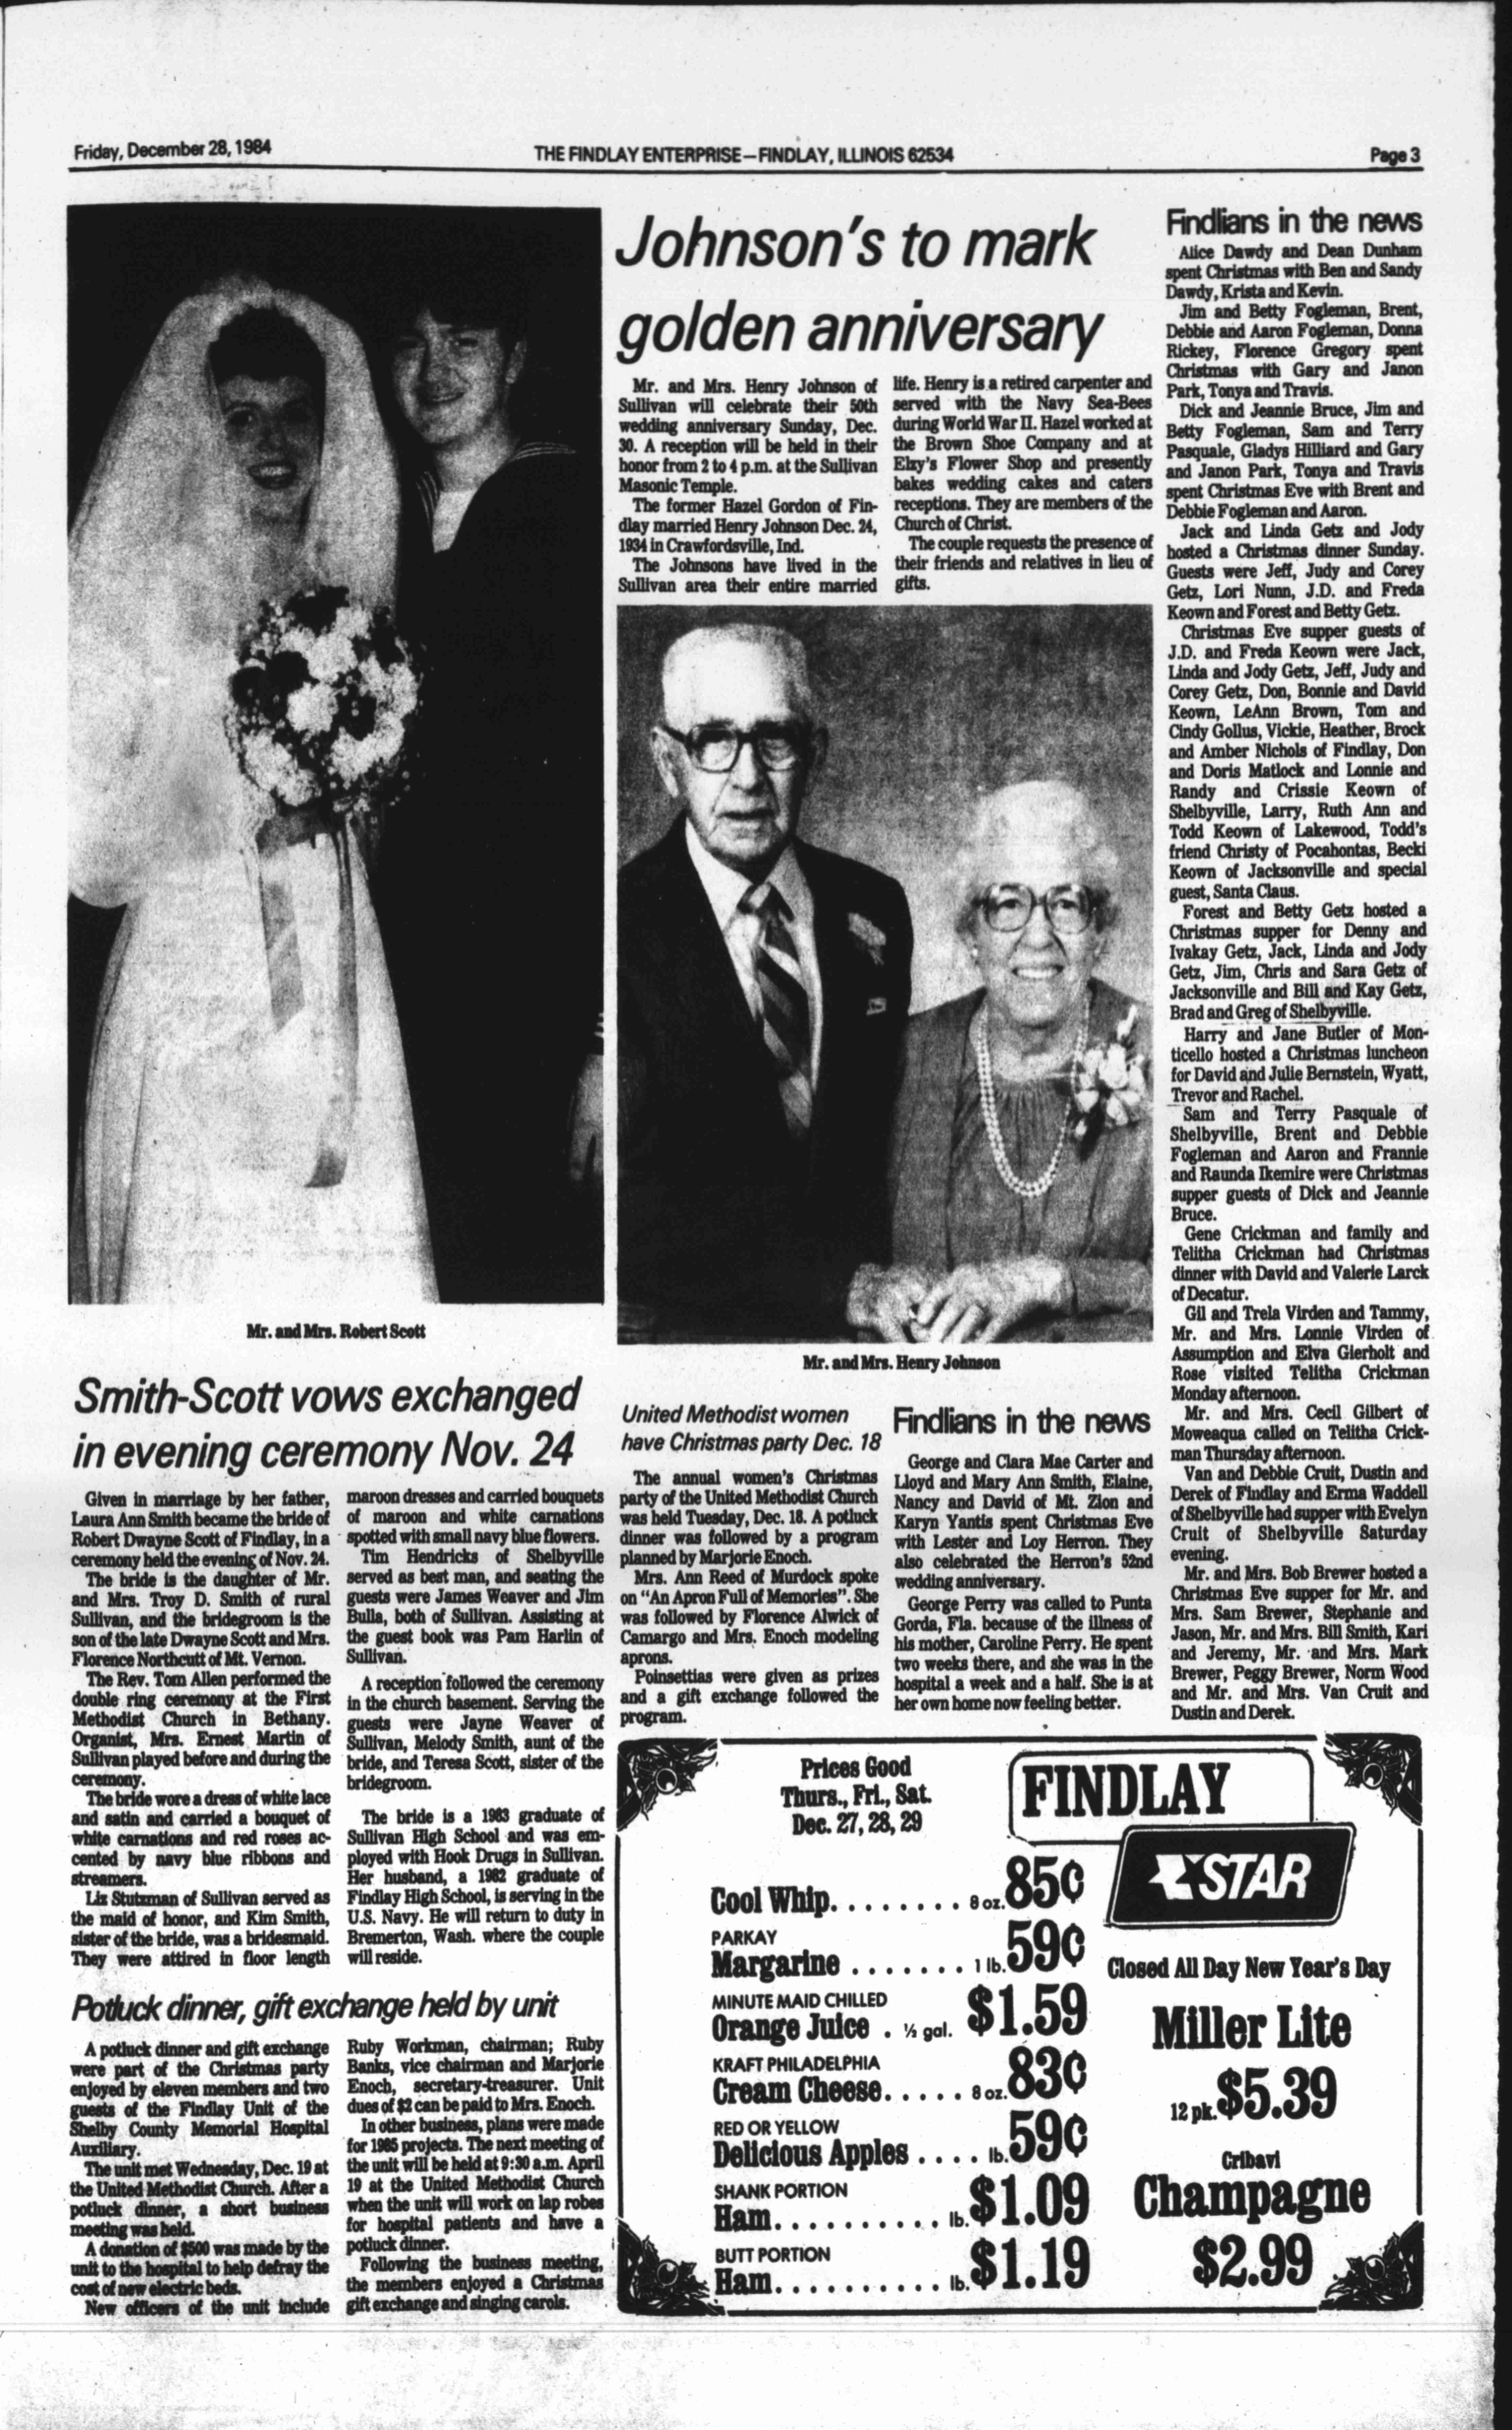 Friday, December 28, 1984
THE FINDLAY ENTERPRISE—FINDLAY, ILLINOIS 62534
Page 3
Mr. and Mrs. Robert Scott
Smith-Scott vows exchanged
in evening ceremony Nov. 24
Given in marriage by her father,
Laura Ann Smith became the bride of
Robert Dwayne Scott of Findlay, in a
ceremony held the evening of Nov. 24.
The bride is the daughter of Mr.
and Mrs. Troy D. Smith of rural
Sullivan, and the bridegroom is the
son of the late Dwayne Scott and Mrs.
Florence Northcutt of Mt. Vernon.
The Rev. Tom Allen performed the
double ring ceremony at the First
Methodist Church in Bethany.
Organist, Mrs. Ernest Martin of
Sullivan played before and during the
ceremony.
The bride wore a dress of white lace
and satin and carried a bouquet of
white carnations and red roses ac-
cented by navy blue ribbons and
streamers.
Liz Stutzman of Sullivan served as
the maid of honor, and Kim Smith,
sister of the bride, was a bridesmaid.
They were attired in floor length
maroon dresses and carried bouquets
of maroon and white carnations
spotted with small navy blue flowers.
Tim Hendricks of Shelbyville
served as best man, and seating the
guests were James Weaver and Jim
Bulla, both of Sullivan. Assisting at
the guest book was Pam Harlin of
Sullivan.
A reception followed the ceremony
in the church basement. Serving the
guests were Jayne Weaver of
Sullivan, Melody Smith, aunt of the
bride, and Teresa Scott, sister of the
bridegroom.
The bride is a 1983 graduate of
Sullivan High School and was em-
ployed with Hook Drugs in Sullivan.
Her husband, a 1982 graduate of
Findlay High School, is serving in the
U.S. Navy. He will return to duty in
Bremerton, Wash. where the couple
will reside.
Potluck dinner, gift exchange held by unit
A potluck dinner and gift exchange
were part of the Christmas party
enjoyed by eleven members and two
guests of the Findlay Unit of the
Shelby County Memorial Hospital
Auxiliary.
The unit met Wednesday, Dec. 19 at
the United Methodist Church. After a
potluck dinner, a short business
meeting was held.
A donation of $500 was made by the
unit to the hospital to help defray the
cost of new electric beds.
New officers of the unit include
Ruby Workman, chairman; Ruby
Banks, vice chairman and Marjorie
Enoch, secretary-treasurer. Unit
dues of $2 can be paid to Mrs. Enoch.
In other business, plans were made
for 1985 projects. The next meeting of
the unit will be held at 9:30 a.m. April
19 at the United Methodist Church
when the unit will work on lap robes
for hospital patients and have a
potluck dinner.
Following the business meeting,
the members enjoyed a Christmas
gift exchange and singing carols.
Johnson's to mark
golden anniversary
Mr. and Mrs. Henry Johnson of
Sullivan will celebrate their 50th
wedding anniversary Sunday, Dec.
30. A reception will be held in their
honor from 2 to 4 p.m. at the Sullivan
Masonic Temple.
The former Hazel Gordon of Fin-
dlay married Henry Johnson Dec. 24,
1934 in Crawfordsville, Ind.
The Johnsons have lived in the
Sullivan area their entire married
life. Henry is a retired carpenter and
served with the Navy Sea-Bees
during World War II. Hazel worked at
the Brown Shoe Company and at
Elzy's Flower Shop and presently
bakes wedding cakes and caters
receptions. They are members of the
Church of Christ.
The couple requests the presence of
their friends and relatives in lieu of
gifts.
Mr. and Mrs. Henry Johnson
United Methodist women
have Christmas party Dec. 18
The annual women's Christmas
party of the United Methodist Church
was held Tuesday, Dec. 18. A potluck
dinner was followed by a program
planned by Marjorie Enoch.
Mrs. Ann Reed of Murdock spoke
on "An Apron Full of Memories". She
was followed by Florence Alwick of
Camargo and Mrs. Enoch modeling
aprons.
Poinsettias were given as prizes
and a gift exchange followed the
program.
Findlians in the news
George and Clara Mae Carter and
Lloyd and Mary Ann Smith, Elaine,
Nancy and David of Mt. Zion and
Karyn Yantis spent Christmas Eve
with Lester and Loy Herron. They
also celebrated the Herron's 52nd
wedding anniversary.
George Perry was called to Punta
Gorda, Fla. because of the illness of
his mother, Caroline Perry. He spent
two weeks there, and she was in the
hospital a week and a half. She is at
her own home now feeling better.
Findlians in the news
Alice Dawdy and Dean Dunham
spent Christmas with Ben and Sandy
Dawdy, Krista and Kevin.
Jim and Betty Fogleman, Brent,
Debbie and Aaron Fogleman, Donna
Rickey, Florence Gregory spent
Christmas with Gary and Janon
Park, Tonya and Travis.
Dick and Jeannie Bruce, Jim and
Betty Fogleman, Sam and Terry
Pasquale, Gladys Hilliard and Gary
and Janon Park, Tonya and Travis
spent Christmas Eve with Brent and
Debbie Fogleman and Aaron.
Jack and Linda Getz and Jody
hosted a Christmas dinner Sunday.
Guests were Jeff, Judy and Corey
Getz, Lori Nunn, J.D. and Freda
Keown and Forest and Betty Getz.
Christmas Eve supper guests of
J.D. and Freda Keown were Jack,
Linda and Jody Getz, Jeff, Judy and
Corey Getz, Don, Bonnie and David
Keown, LeAnn Brown, Tom and
Cindy Gollus, Vickie, Heather, Brock
and Amber Nichols of Findlay, Don
and Doris Matlock and Lonnie and
Randy and Crissie Keown of
Shelbyville, Larry, Ruth Ann and
Todd Keown of Lakewood, Todd's
friend Christy of Pocahontas, Becki
Keown of Jacksonville and special
guest, Santa Claus.
Forest and Betty Getz hosted a
Christmas supper for Denny and
Ivakay Getz, Jack, Linda and Jody
Getz, Jim, Chris and Sara Getz of
Jacksonville and Bill and Kay Getz,
Brad and Greg of Shelbyville.
Harry and Jane Butler of Mon-
ticello hosted a Christmas luncheon
for David and Julie Bernstein, Wyatt,
Trevor and Rachel.
Sam and Terry Pasquale of
Shelbyville, Brent and Debbie
Fogleman and Aaron and Frannie
and Raunda Ikemire were Christmas
supper guests of Dick and Jeannie
Bruce.
Gene Crickman and family and
Telitha Crickman had Christmas
dinner with David and Valerie Larck
of Decatur.
Gil and Trela Virden and Tammy,
Mr. and Mrs. Lonnie Virden of
Assumption and Elva Gierholt and
Rose visited Telitha Crickman
Monday afternoon.
Mr. and Mrs. Cecil Gilbert of
Moweaqua called on Telitha Crick-
man Thursday afternoon.
Van and Debbie Cruit, Dustin and
Derek of Findlay and Erma Waddell
of Shelbyville had supper with Evelyn
Cruit of Shelbyville Saturday
evening.
Mr. and Mrs. Bob Brewer hosted a
Christmas Eve supper for Mr. and
Mrs. Sam Brewer, Stephanie and
Jason, Mr. and Mrs. Bill Smith, Kari
and Jeremy, Mr. and Mrs. Mark
Brewer, Peggy Brewer, Norm Wood
and Mr. and Mrs. Van Cruit and
Dustin and Derek.
Prices Good
Thurs., Fri., Sat.
Dec. 27, 28, 29
FINDLAY
STAR
Cool Whip. . . . . . . . 8 oz. 85¢
PARKAY
Margarine . . . . . . . 1 lb. 59¢
MINUTE MAID CHILLED
Orange Juice . ½ gal. $1.59
KRAFT PHILADELPHIA
Cream Cheese. . . . . 8 oz. 83¢
RED OR YELLOW
Delicious Apples . . . . lb. 59¢
SHANK PORTION
Ham. . . . . . . . . . lb. $1.09
BUTT PORTION
Ham. . . . . . . . . . lb. $1.19
Closed All Day New Year's Day
Miller Lite
12 pk. $5.39
Cribavi
Champagne
$2.99